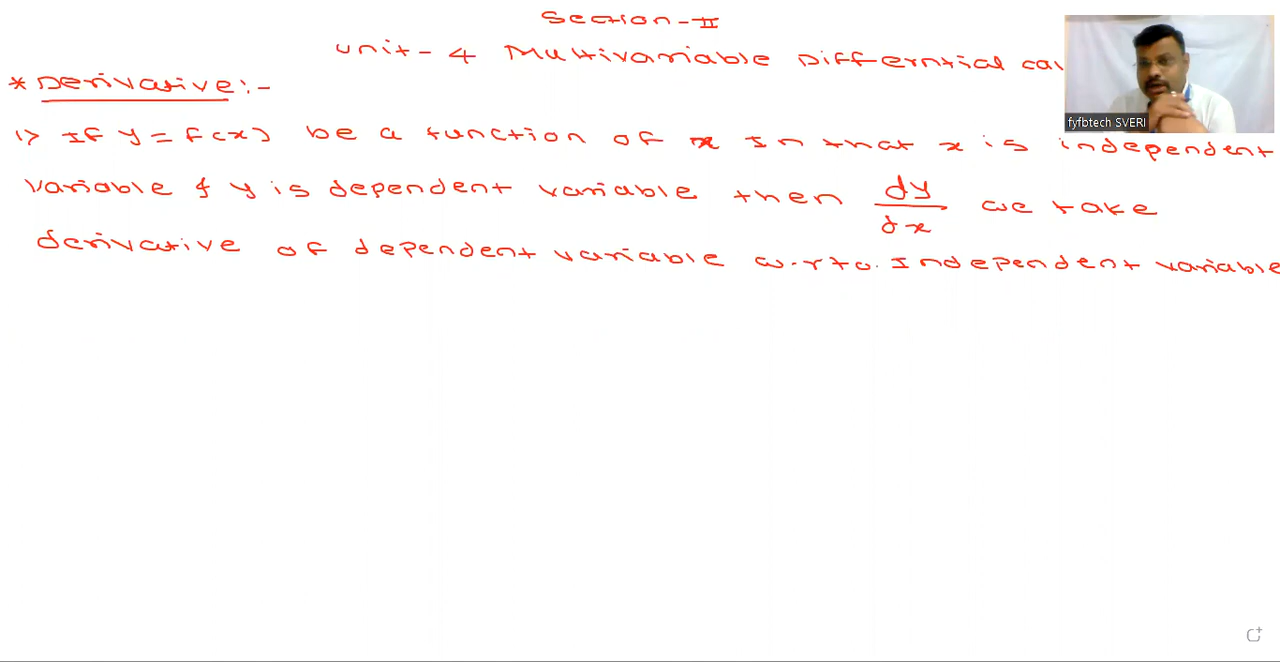 Section-II
Unit-4 Multivariable Differntial cal
* Derivative:-
1) If y = f(x) be a function of x In that x is independent
variable & y is dependent variable then dy/dx we take
derivative of dependent variable w.r.to. Independent variable
fyfbtech SVERI